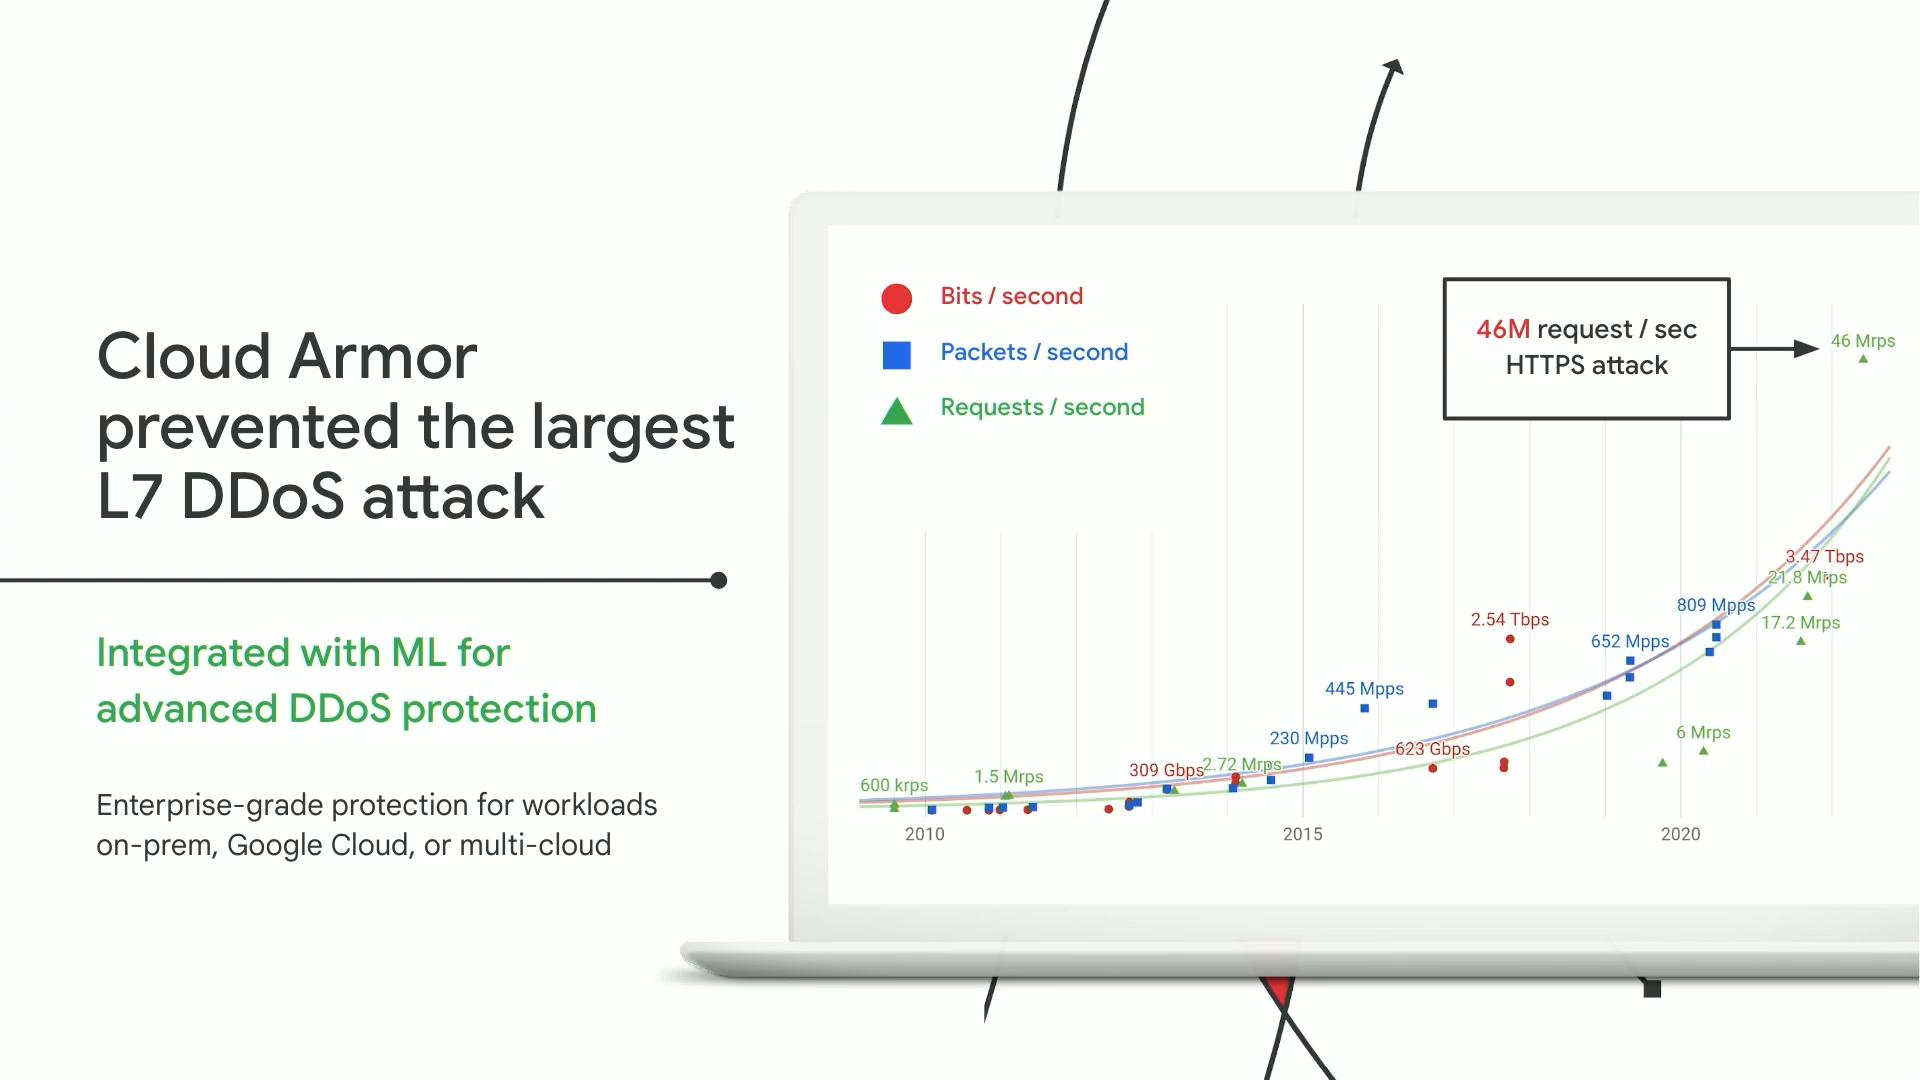 Cloud Armor
prevented the largest
L7 DDoS attack
Integrated with ML for
advanced DDoS protection
Enterprise-grade protection for workloads
on-prem, Google Cloud, or multi-cloud
Bits / second
Packets / second
Requests / second
46M request / sec
HTTPS attack
46 Mrps
3.47 Tbps
21.8 Mrps
809 Mpps
17.2 Mrps
2.54 Tbps
652 Mpps
445 Mpps
6 Mrps
230 Mpps
623 Gbps
2.72 Mrps
309 Gbps
1.5 Mrps
600 krps
2010
2015
2020